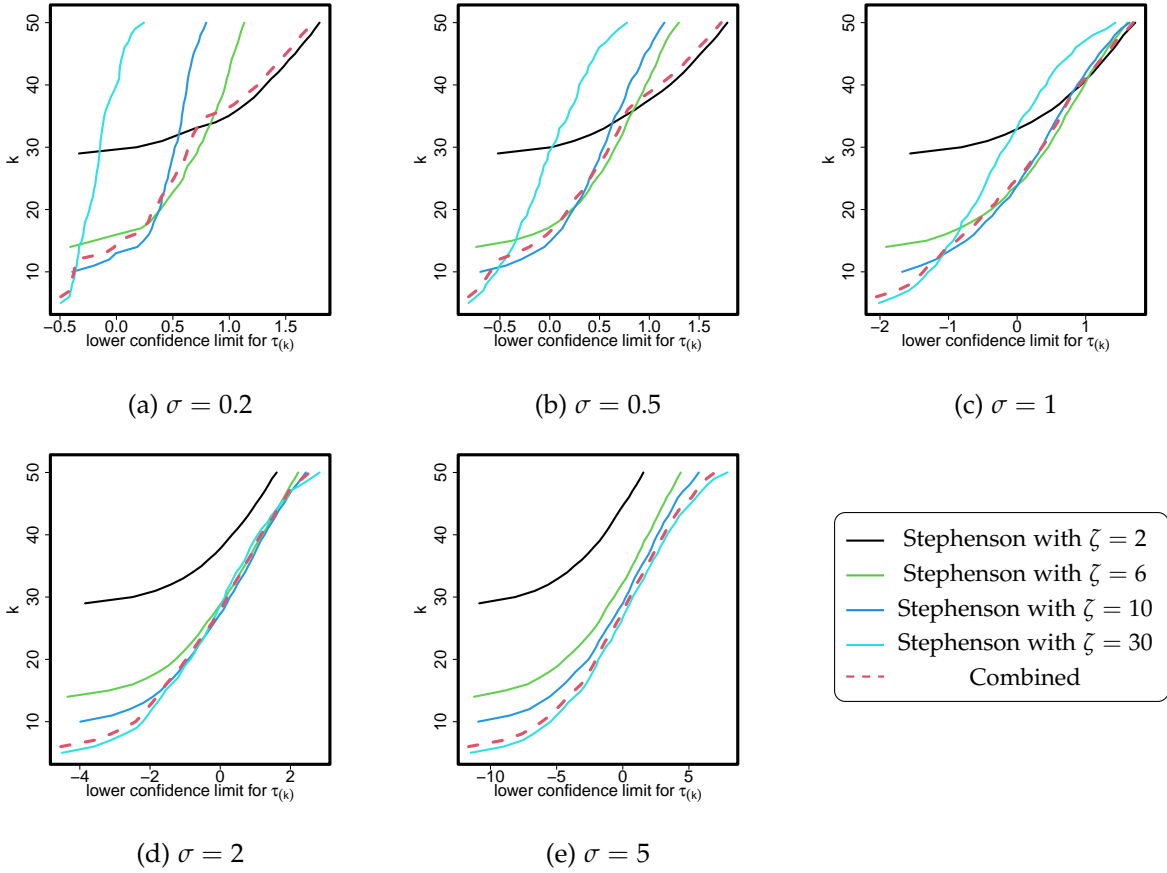 50
40
30
20
10
k
−0.5 0.0 0.5 1.0 1.5
lower confidence limit for τ(k)
(a) σ = 0.2
50
40
30
20
10
k
−0.5 0.0 0.5 1.0 1.5
lower confidence limit for τ(k)
(b) σ = 0.5
50
40
30
20
10
k
−2 −1 0 1
lower confidence limit for τ(k)
(c) σ = 1
50
40
30
20
10
k
−4 −2 0 2
lower confidence limit for τ(k)
(d) σ = 2
50
40
30
20
10
k
−10 −5 0 5
lower confidence limit for τ(k)
(e) σ = 5
Stephenson with ζ = 2
Stephenson with ζ = 6
Stephenson with ζ = 10
Stephenson with ζ = 30
Combined